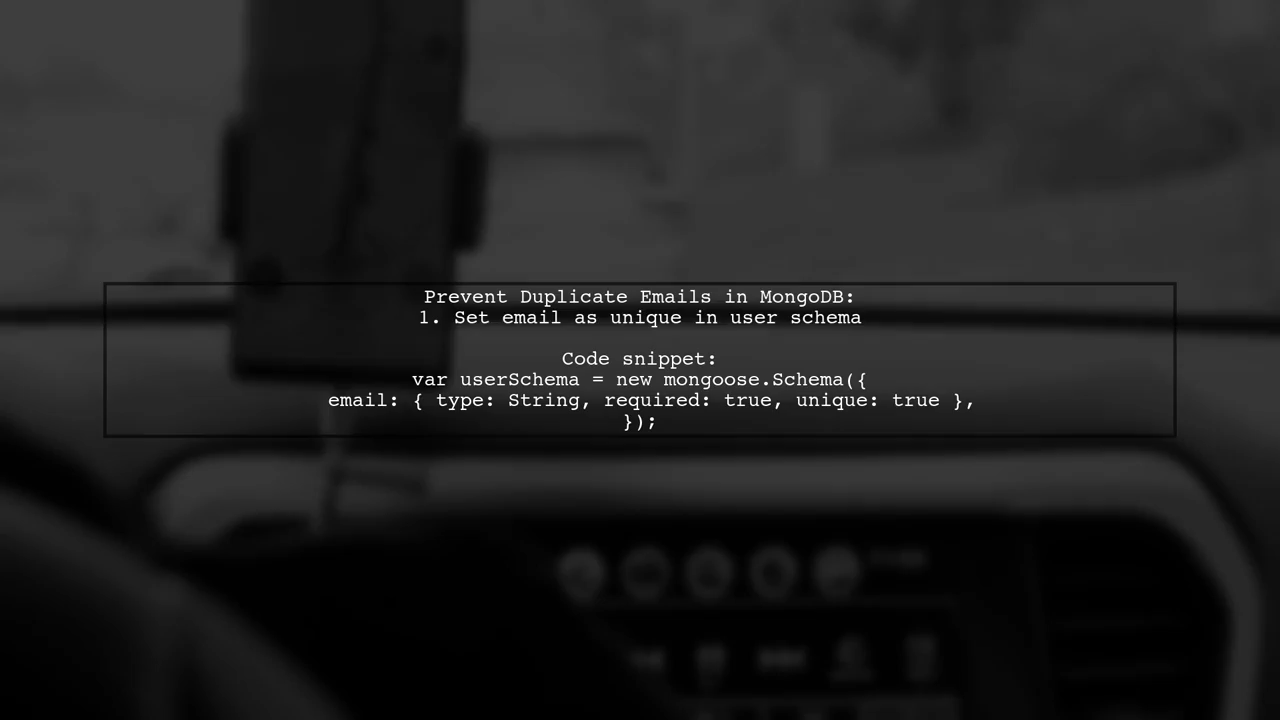 Prevent Duplicate Emails in MongoDB:
1. Set email as unique in user schema
Code snippet:
var userSchema = new mongoose.Schema({
email: { type: String, required: true, unique: true },
});